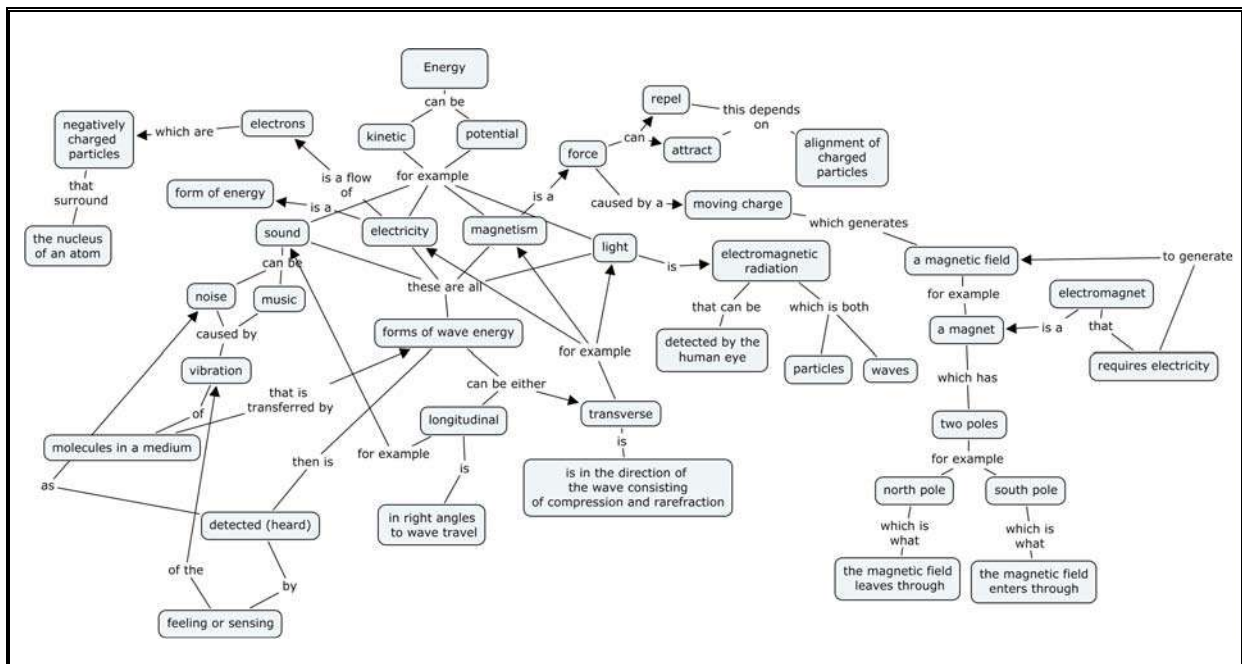 Energy
can be
kinetic
potential
for example
negatively
charged
particles
which are
electrons
that
surround
the nucleus
of an atom
is a flow
of
form of energy
is a
sound
electricity
magnetism
light
is a
force
can
repel
attract
this depends
on
alignment of
charged
particles
caused by a
moving charge
which generates
a magnetic field
to generate
for example
electromagnet
is a
that
a magnet
requires electricity
which has
two poles
for example
north pole
south pole
which is
what
which is
what
the magnetic field
leaves through
the magnetic field
enters through
is
electromagnetic
radiation
that can be
which is both
detected by the
human eye
particles
waves
can be
noise
music
caused by
vibration
of
molecules in a medium
that is
transferred by
these are all
forms of wave energy
for example
can be either
longitudinal
transverse
for example
is
in right angles
to wave travel
is
is in the direction of
the wave consisting
of compression and rarefraction
then is
as
detected (heard)
of the
by
feeling or sensing